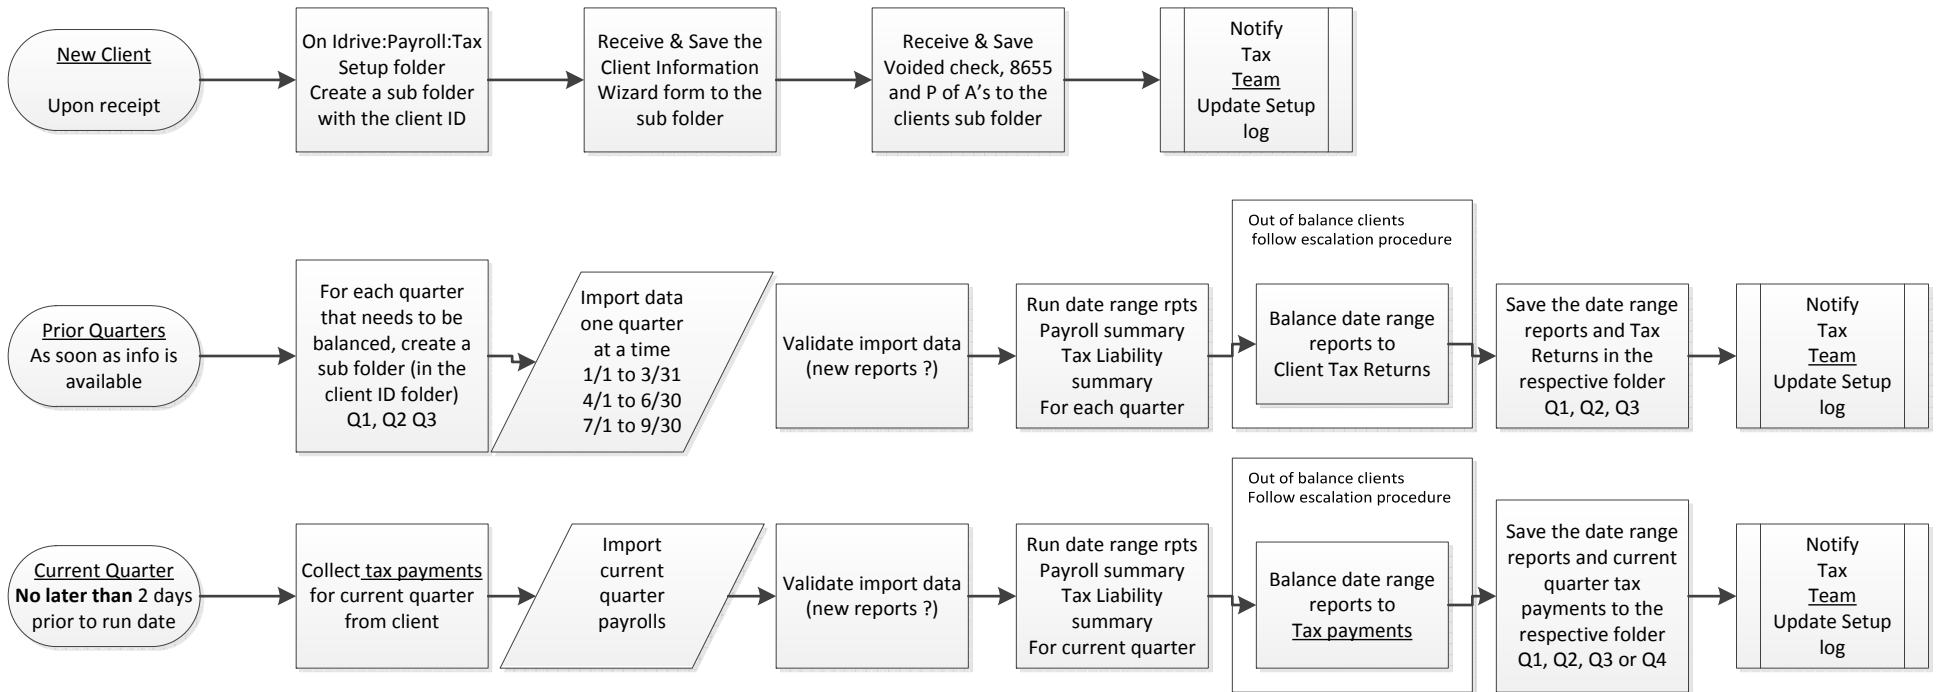 New Client
Upon receipt
On Idrive:Payroll:Tax
Setup folder
Create a sub folder
with the client ID
Receive & Save the
Client Information
Wizard form to the
sub folder
Receive & Save
Voided check, 8655
and P of A's to the
clients sub folder
Notify
Tax
Team
Update Setup
log
Prior Quarters
As soon as info is
available
For each quarter
that needs to be
balanced, create a
sub folder (in the
client ID folder)
Q1, Q2 Q3
Import data
one quarter
at a time
1/1 to 3/31
4/1 to 6/30
7/1 to 9/30
Validate import data
(new reports ?)
Run date range rpts
Payroll summary
Tax Liability
summary
For each quarter
Out of balance clients
follow escalation procedure
Balance date range
reports to
Client Tax Returns
Save the date range
reports and Tax
Returns in the
respective folder
Q1, Q2, Q3
Notify
Tax
Team
Update Setup
log
Current Quarter
No later than 2 days
prior to run date
Collect tax payments
for current quarter
from client
Import
current
quarter
payrolls
Validate import data
(new reports ?)
Run date range rpts
Payroll summary
Tax Liability
summary
For current quarter
Out of balance clients
Follow escalation procedure
Balance date range
reports to
Tax payments
Save the date range
reports and current
quarter tax
payments to the
respective folder
Q1, Q2, Q3 or Q4
Notify
Tax
Team
Update Setup
log